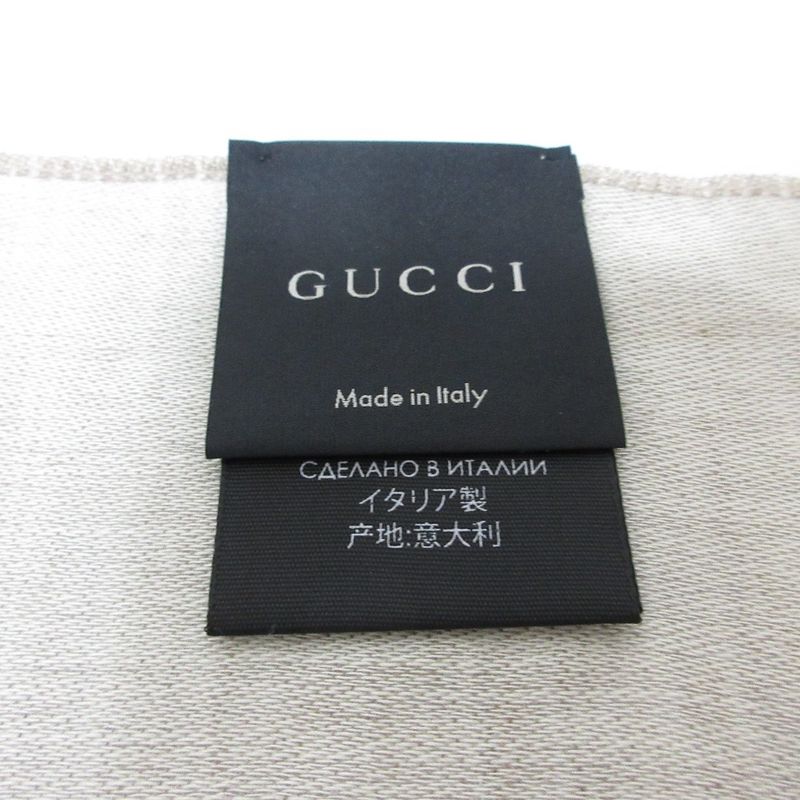 GUCCI
Made in Italy
СДЕЛАНО В ИТАЛИИ
イタリア製
产地:意大利